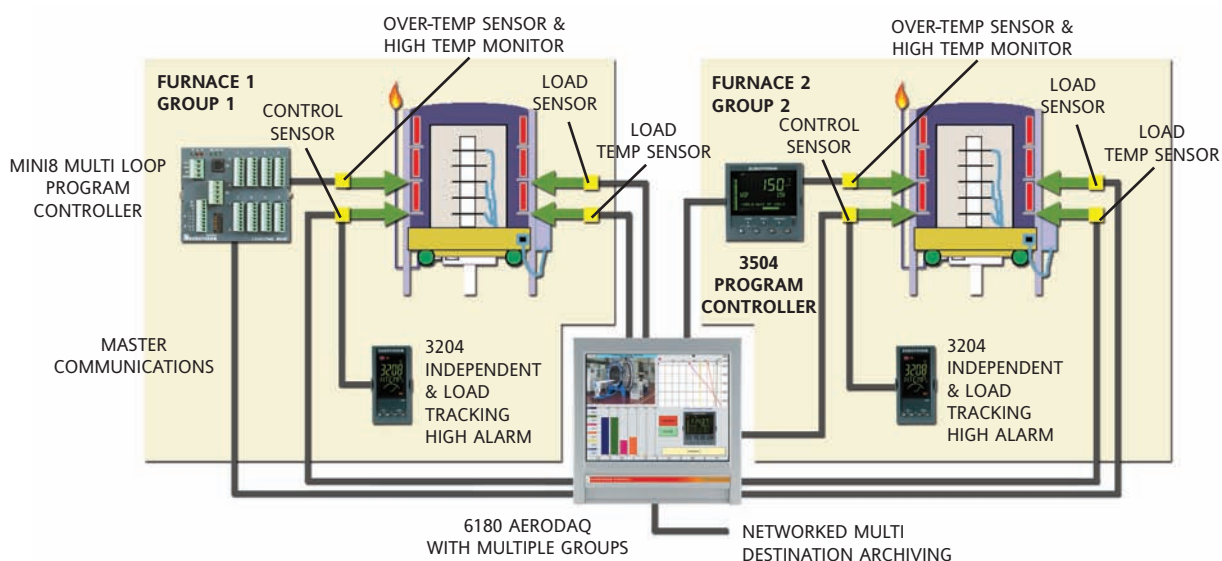 OVER-TEMP SENSOR &
HIGH TEMP MONITOR
FURNACE 1
GROUP 1
LOAD
SENSOR
CONTROL
SENSOR
LOAD
TEMP SENSOR
MINI8 MULTI LOOP
PROGRAM
CONTROLLER
OVER-TEMP SENSOR &
HIGH TEMP MONITOR
FURNACE 2
GROUP 2
LOAD
SENSOR
CONTROL
SENSOR
LOAD
TEMP SENSOR
150
3504
PROGRAM
CONTROLLER
MASTER
COMMUNICATIONS
3208
3204
INDEPENDENT
& LOAD
TRACKING
HIGH ALARM
3208
3204
INDEPENDENT
& LOAD
TRACKING
HIGH ALARM
6180 AERODAQ
WITH MULTIPLE GROUPS
NETWORKED MULTI
DESTINATION ARCHIVING